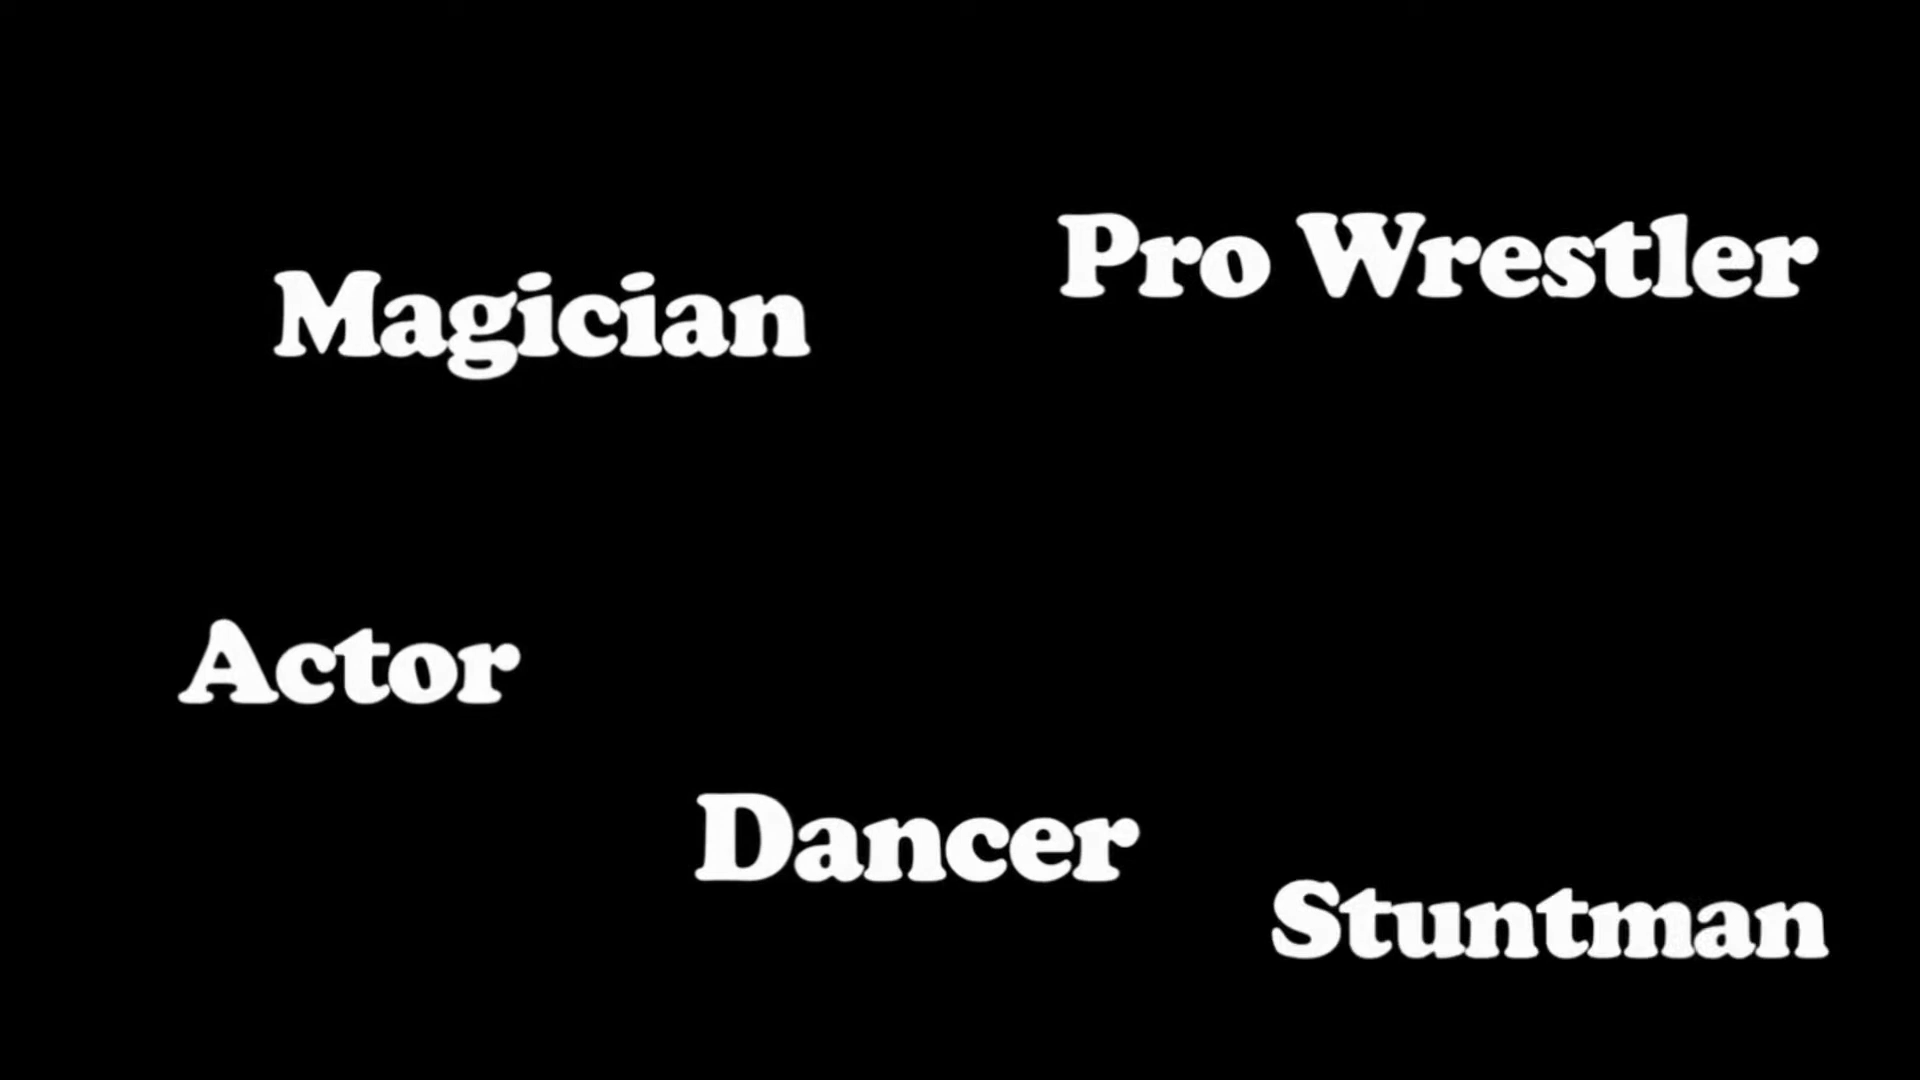 Magician
Pro Wrestler
Actor
Dancer
Stuntman